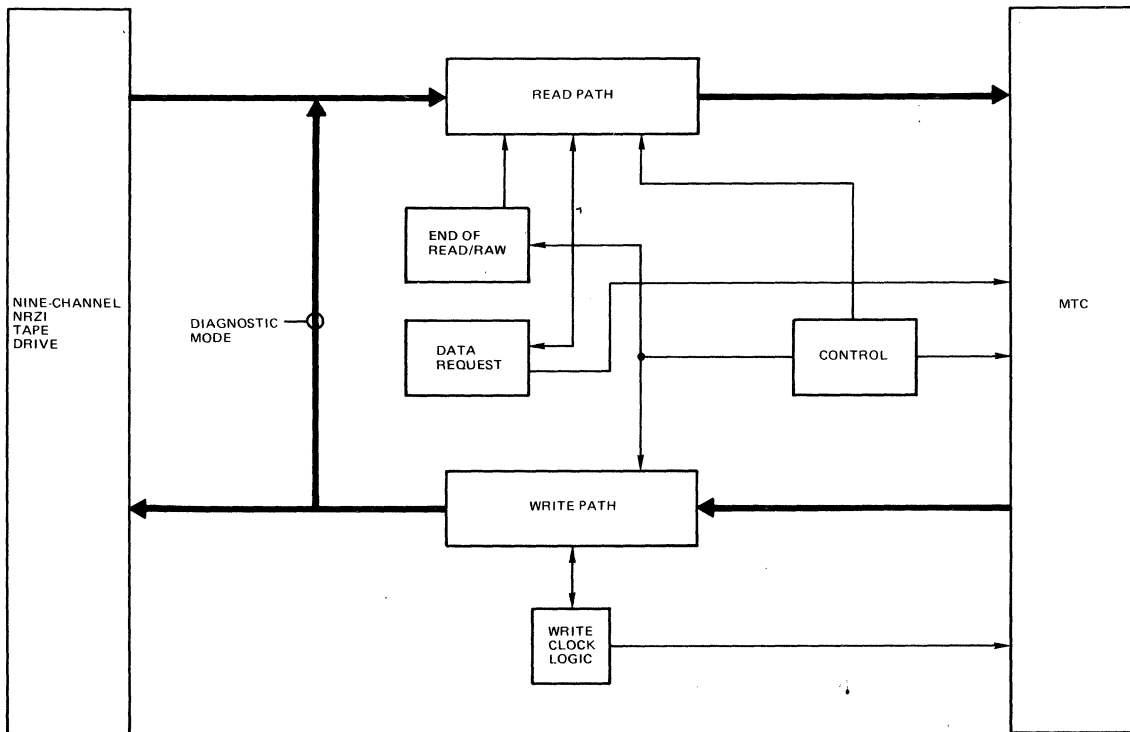 READ PATH
END OF
READ/RAW
NINE-CHANNEL
NRZI
TAPE
DRIVE
DIAGNOSTIC
MODE
DATA
REQUEST
CONTROL
MTC
WRITE PATH
WRITE
CLOCK
LOGIC